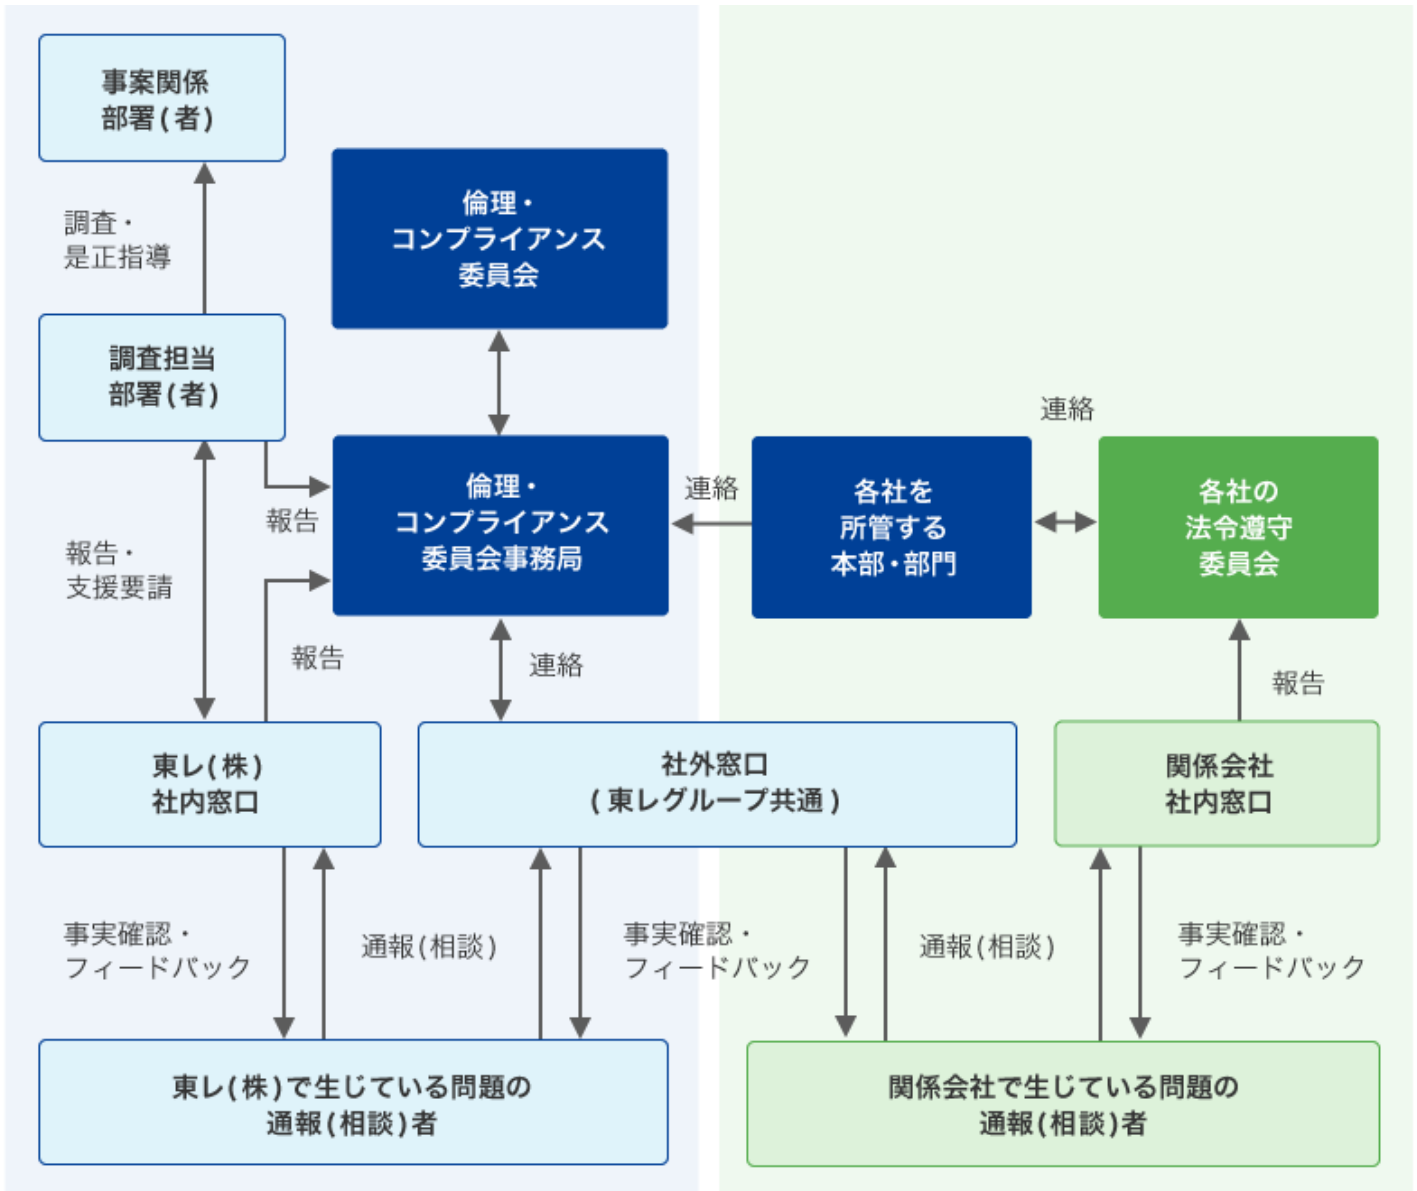 事案関係
部署(者)
調査・
是正指導
倫理・
コンプライアンス
委員会
調査担当
部署(者)
報告
報告・
支援要請
倫理・
コンプライアンス
委員会事務局
連絡
各社を
所管する
本部・部門
連絡
各社の
法令遵守
委員会
報告
連絡
報告
東レ(株)
社内窓口
社外窓口
(東レグループ共通)
関係会社
社内窓口
事実確認・
フィードバック
通報(相談)
事実確認・
フィードバック
通報(相談)
事実確認・
フィードバック
東レ(株)で生じている問題の
通報(相談)者
関係会社で生じている問題の
通報(相談)者